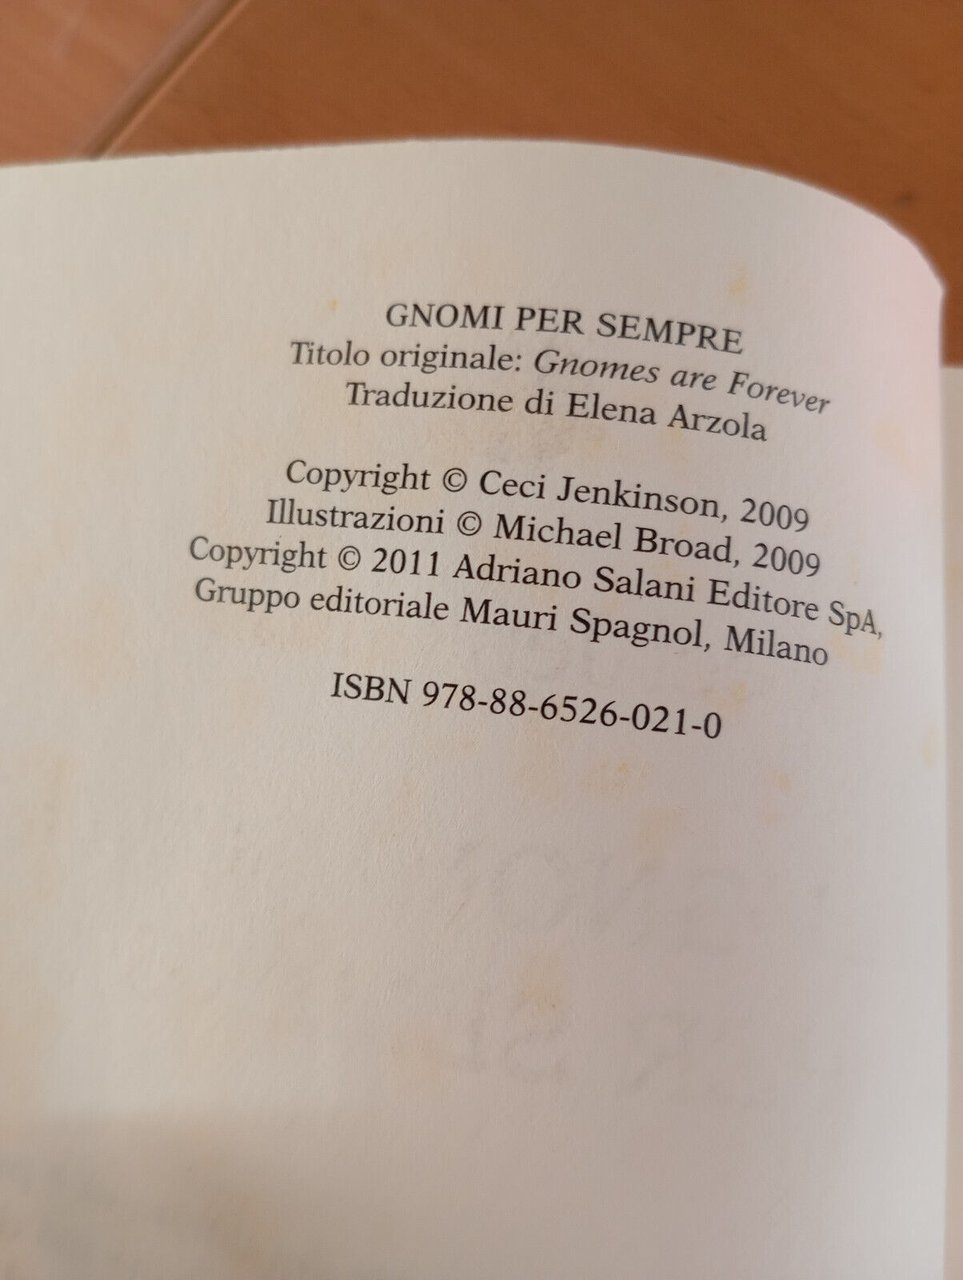 GNOMI PER SEMPRE
Titolo originale: Gnomes are Forever
Traduzione di Elena Arzola
Copyright © Ceci Jenkinson, 2009
Illustrazioni © Michael Broad, 2009
Copyright © 2011 Adriano Salani Editore SpA,
Gruppo editoriale Mauri Spagnol, Milano
ISBN 978-88-6526-021-0